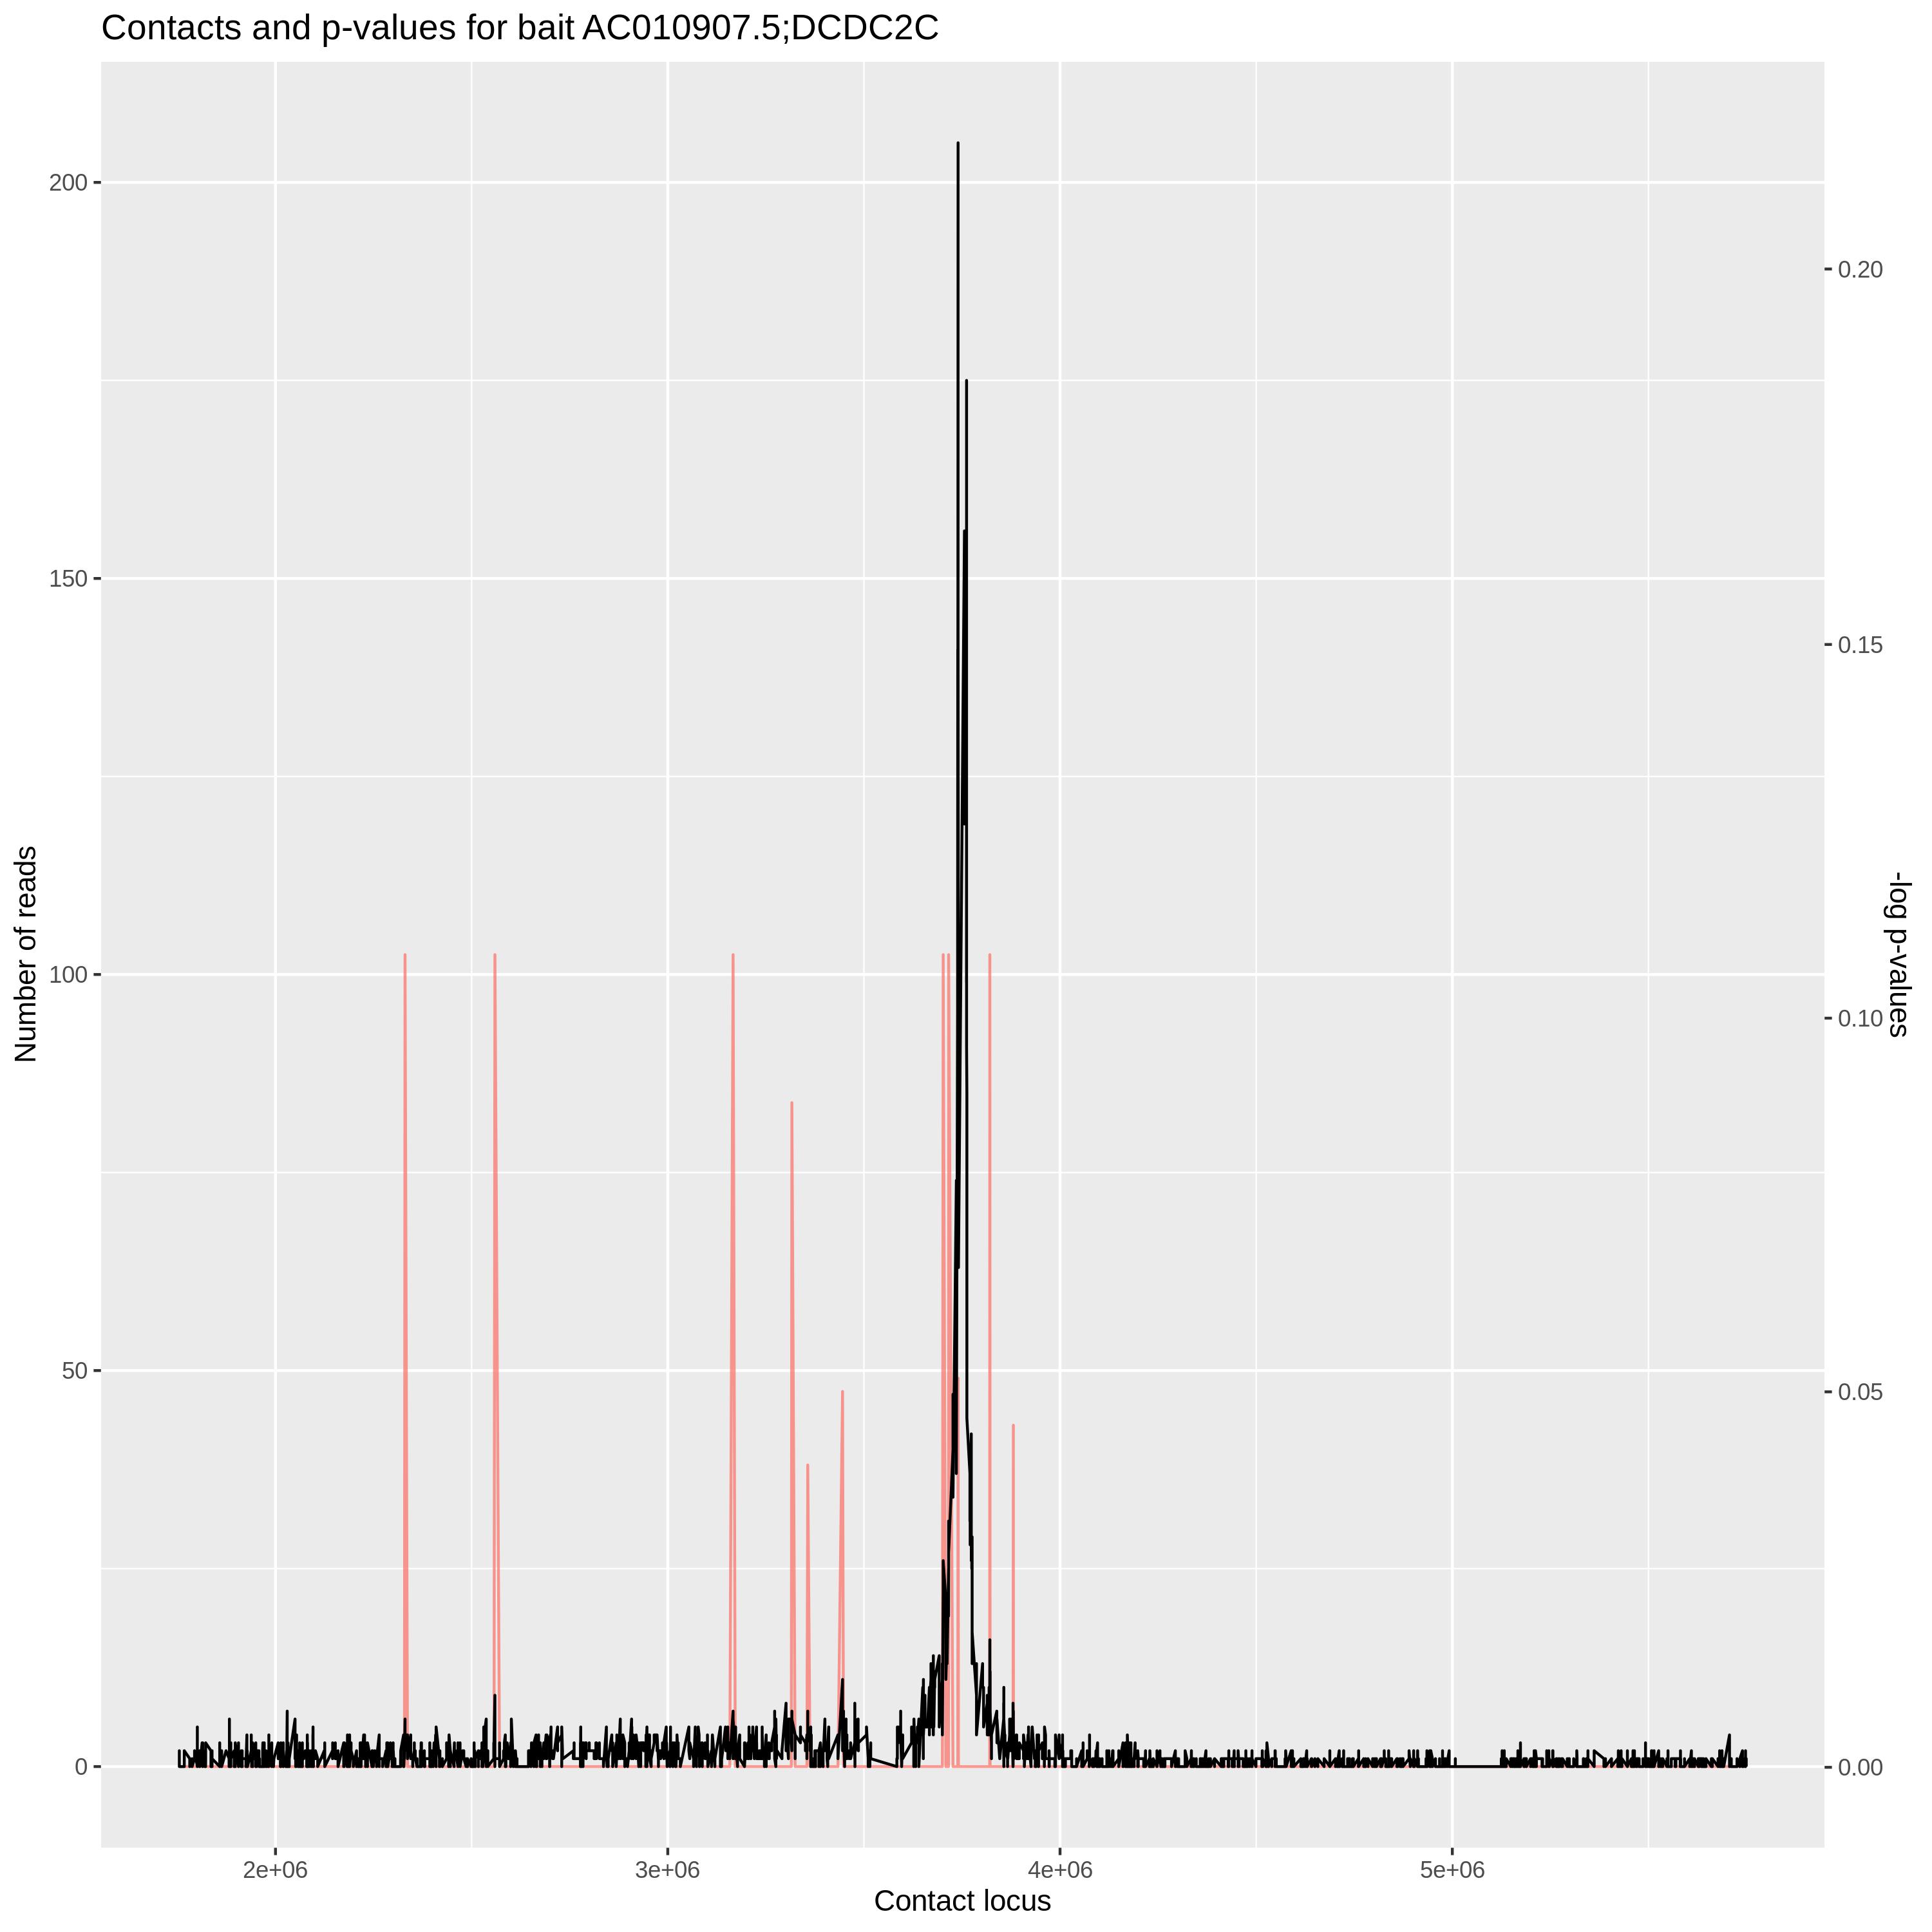 Contacts and p-values for bait AC010907.5;DCDC2C
Number of reads
200
150
100
50
0
0.20
0.15
0.10
0.05
0.00
-log p-values
2e+06 3e+06 4e+06 5e+06
Contact locus